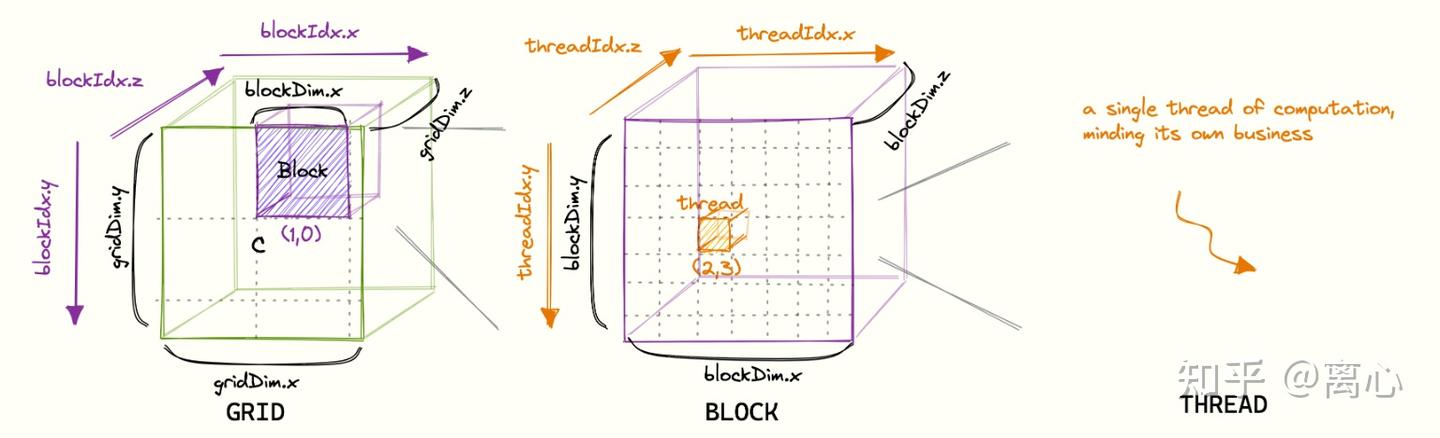 blockIdx.x
blockIdx.z
blockDim.x
gridDim.z
Block
blockIdx.y
gridDim.y
(1,0)
C
gridDim.x
GRID
threadIdx.z
threadIdx.x
blockDim.z
threadIdx.y
blockDim.y
thread
(2,3)
blockDim.x
BLOCK
a single thread of computation,
minding its own business
知乎 @离心
THREAD